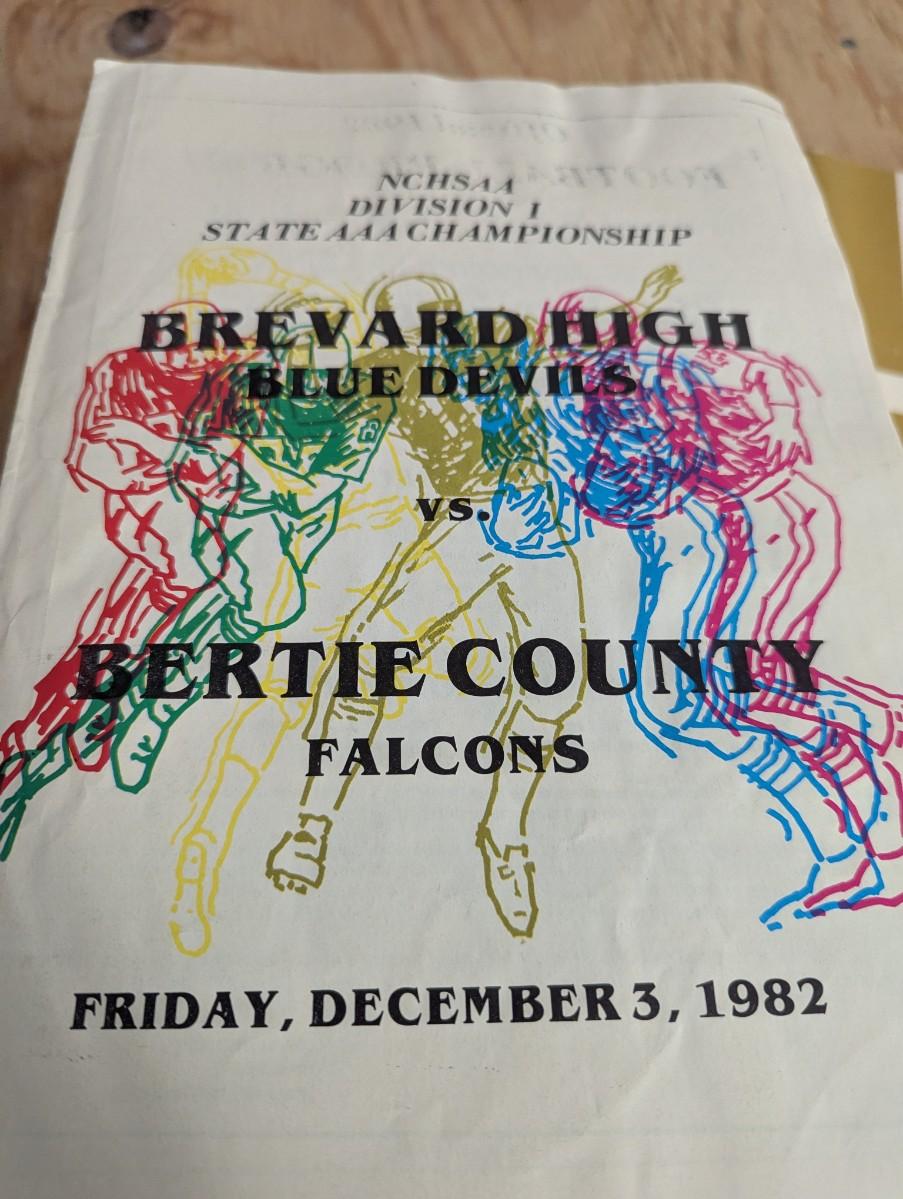 NCHSAA
DIVISION 1
STATE AAA CHAMPIONSHIP
BREVARD HIGH
BLUE DEVILS
vs.
BERTIE COUNTY
FALCONS
FRIDAY, DECEMBER 3, 1982